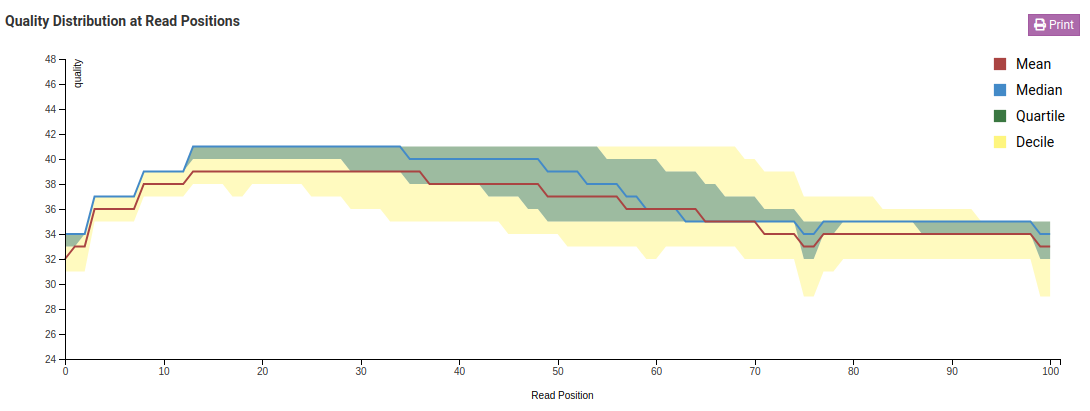 Quality Distribution at Read Positions
Print
quality
48
46
44
42
40
38
36
34
32
30
28
26
24
0 10 20 30 40 50 60 70 80 90 100
Read Position
Mean
Median
Quartile
Decile